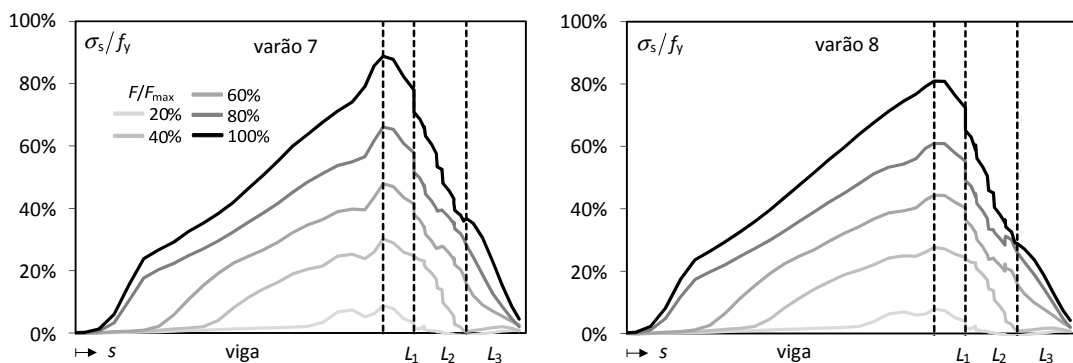 100%
80%
60%
40%
20%
0%
σs/fy
varão 7
F/Fmax
20%
40%
60%
80%
100%
s
viga
L1
L2
L3
100%
80%
60%
40%
20%
0%
σs/fy
varão 8
s
viga
L1
L2
L3